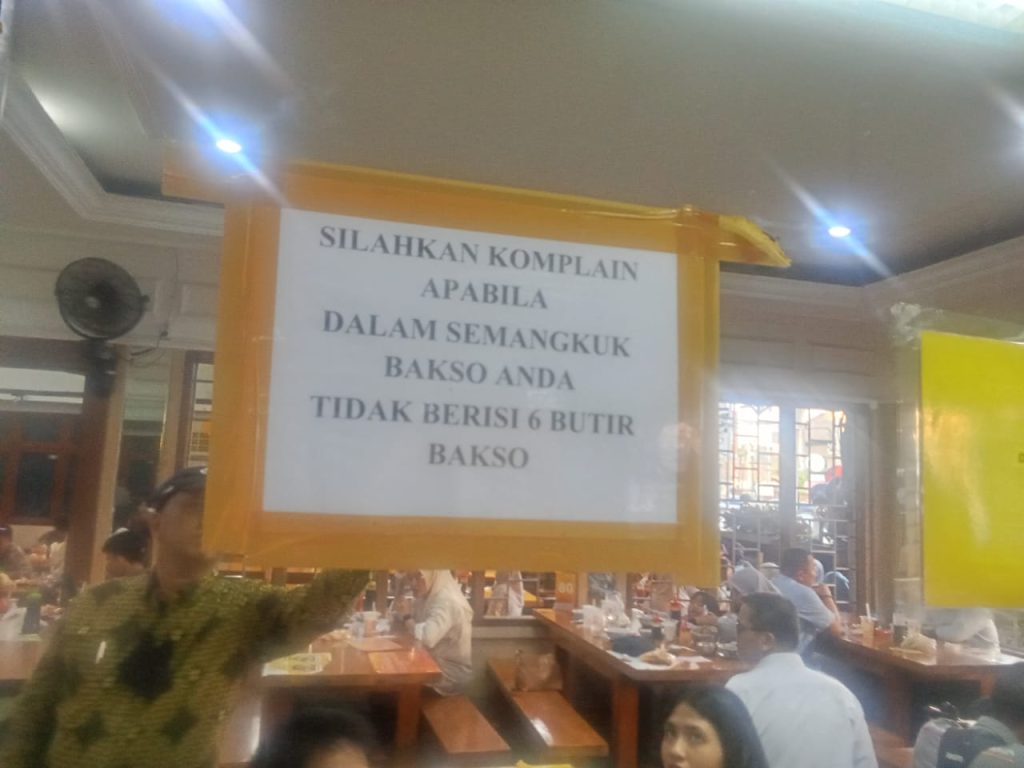 SILAHKAN KOMPLAIN
APABILA
DALAM SEMANGKUK
BAKSO ANDA
TIDAK BERISI 6 BUTIR
BAKSO